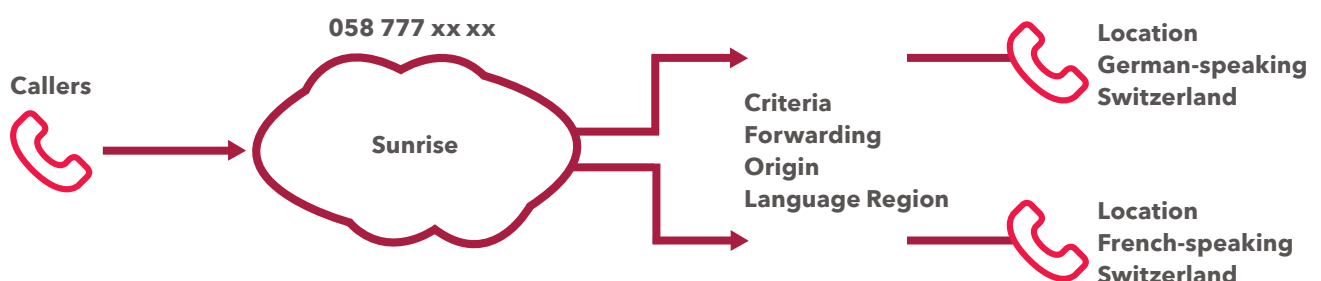 058 777 xx xx
Callers
Sunrise
Criteria
Forwarding
Origin
Language Region
Location
German-speaking
Switzerland
Location
French-speaking
Switzerland